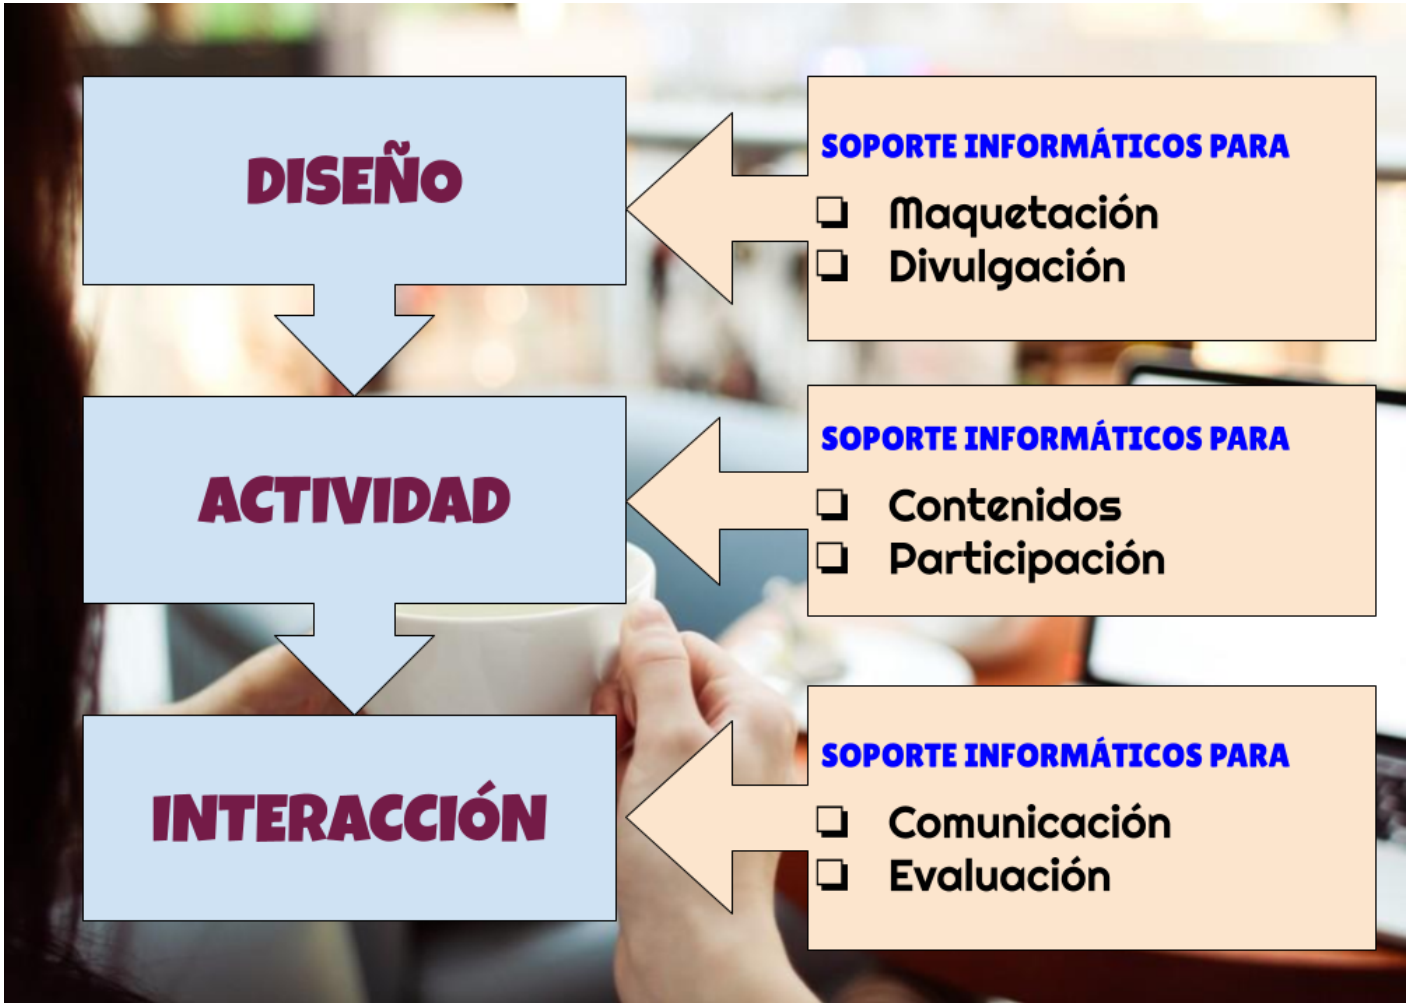 DISEÑO
SOPORTE INFORMÁTICOS PARA
Maquetación
Divulgación
ACTIVIDAD
SOPORTE INFORMÁTICOS PARA
Contenidos
Participación
INTERACCIÓN
SOPORTE INFORMÁTICOS PARA
Comunicación
Evaluación